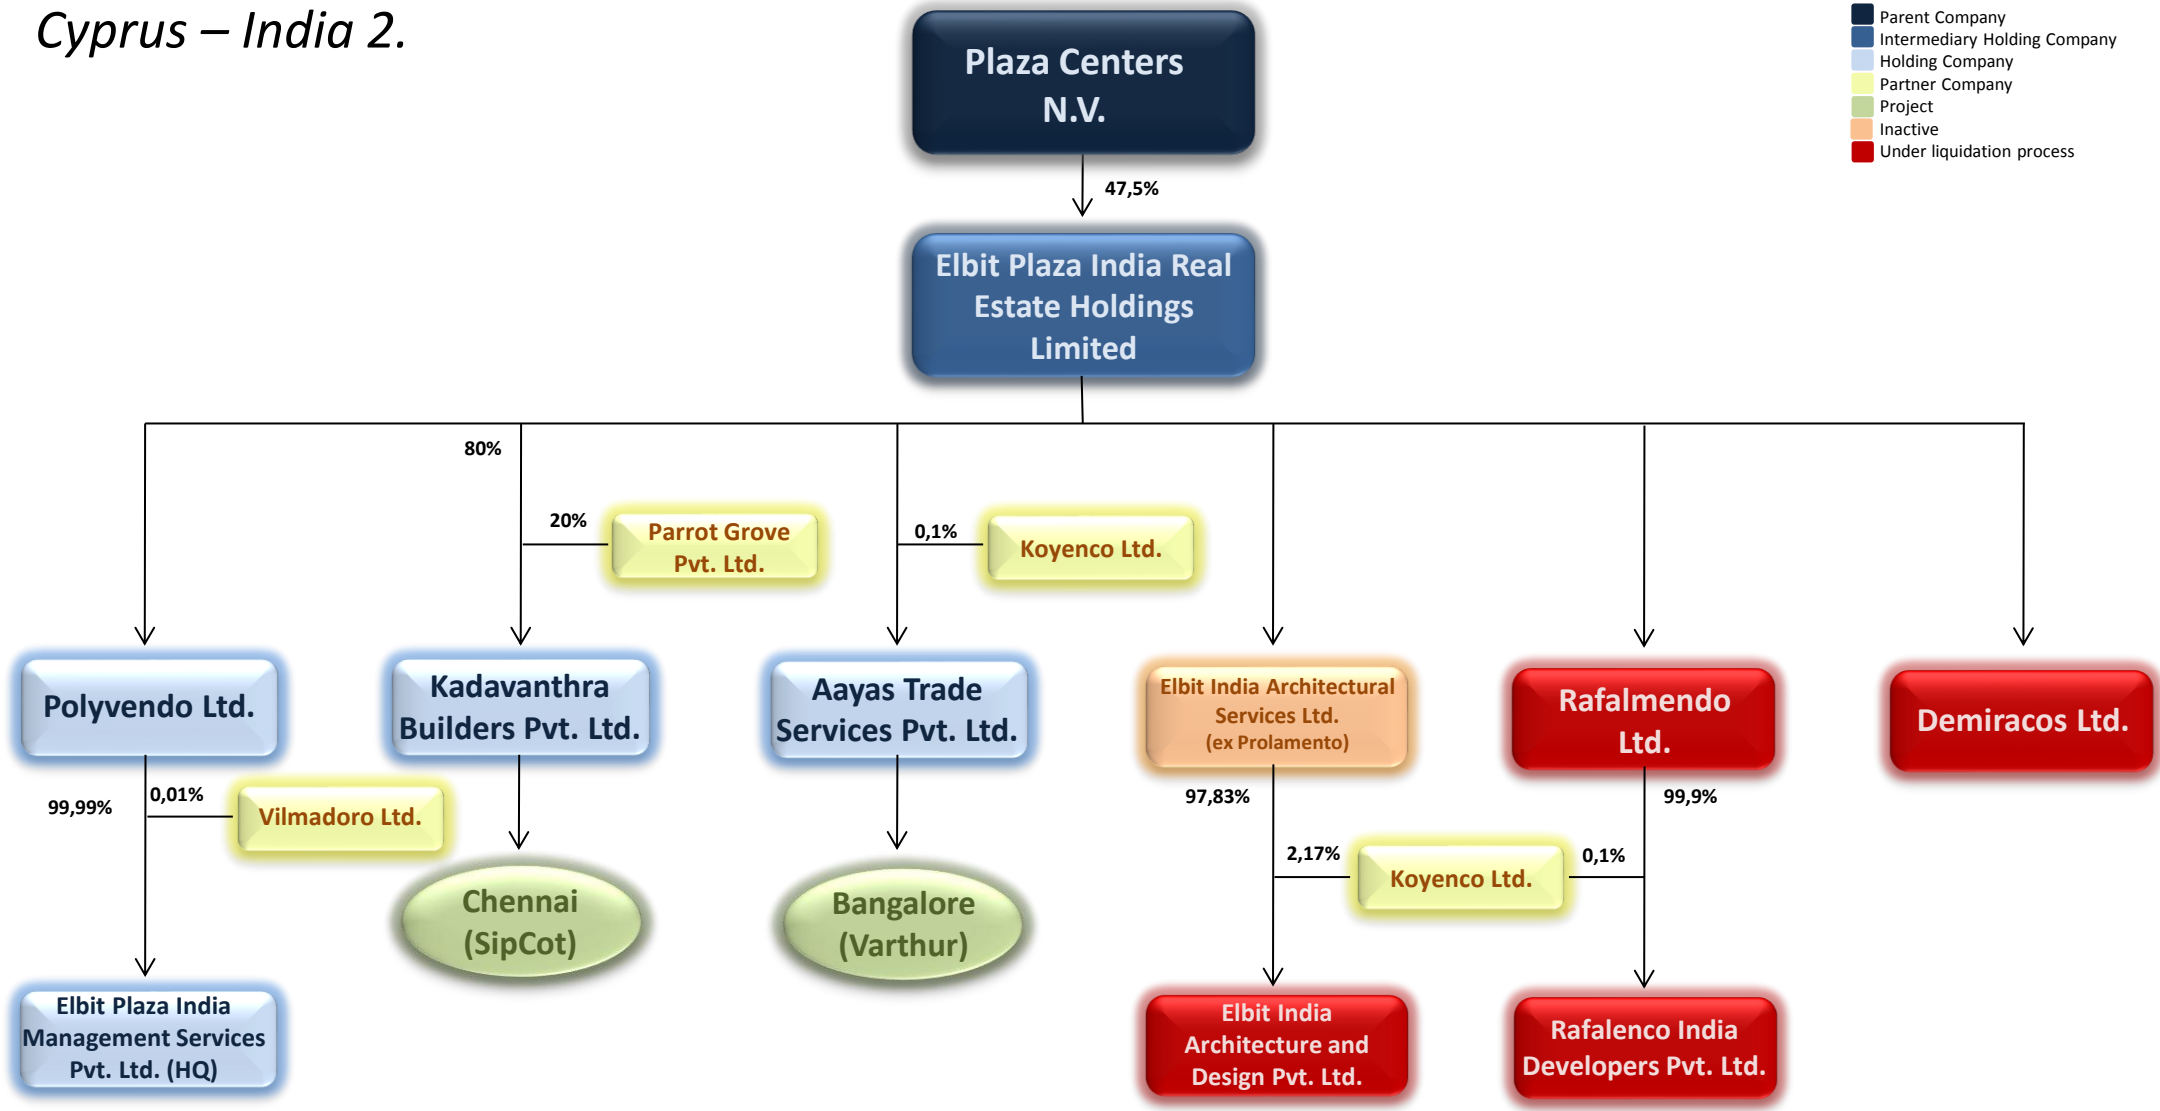 Cyprus – India 2.
Parent Company
Intermediary Holding Company
Holding Company
Partner Company
Project
Inactive
Under liquidation process
Plaza Centers
N.V.
47,5%
Elbit Plaza India Real
Estate Holdings
Limited
80%
20%
Parrot Grove
Pvt. Ltd.
0,1%
Koyenco Ltd.
Polyvendo Ltd.
Kadavanthra
Builders Pvt. Ltd.
Aayas Trade
Services Pvt. Ltd.
Elbit India Architectural
Services Ltd.
(ex Prolamento)
Rafalmendo
Ltd.
Demiracos Ltd.
99,99%
0,01%
Vilmadoro Ltd.
97,83%
99,9%
2,17%
Koyenco Ltd.
0,1%
Chennai
(SipCot)
Bangalore
(Varthur)
Elbit Plaza India
Management Services
Pvt. Ltd. (HQ)
Elbit India
Architecture and
Design Pvt. Ltd.
Rafalenco India
Developers Pvt. Ltd.